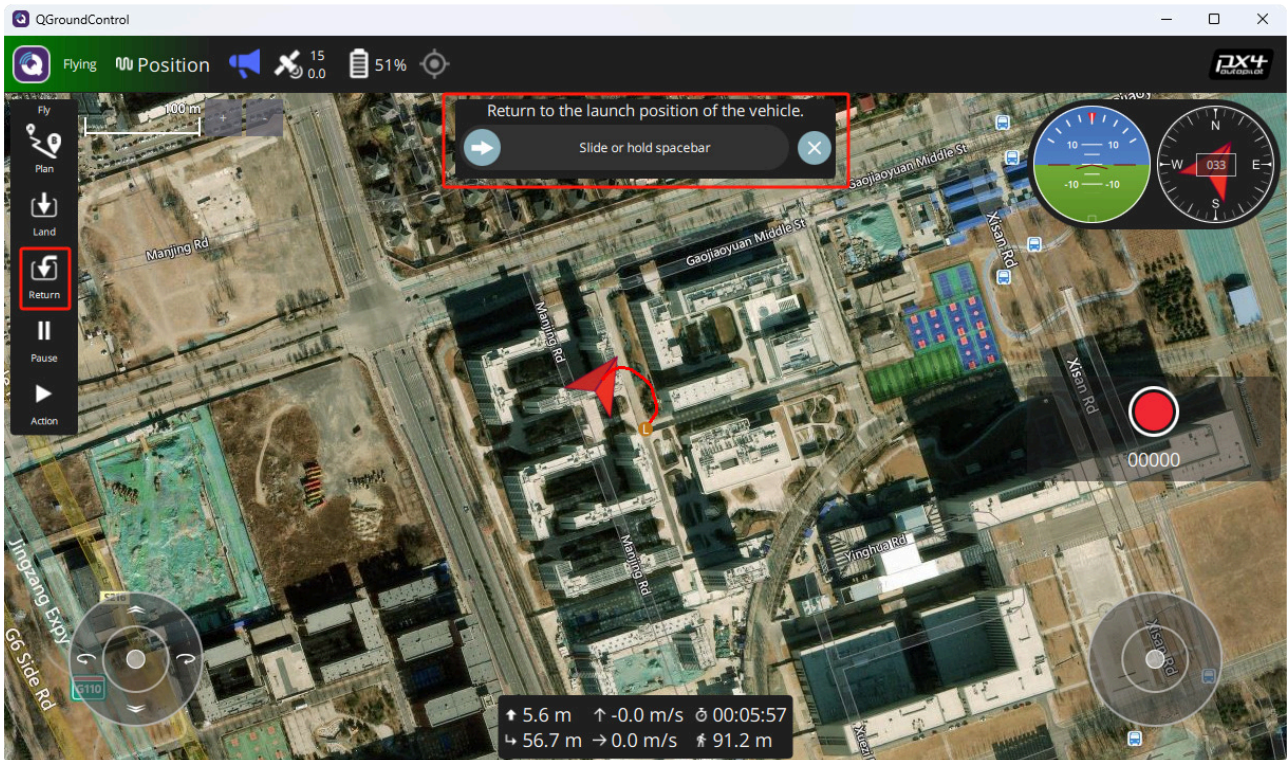 QGroundControl
Flying
Position
15
0.0
51%
PX4
autopilot
Fly
Plan
Land
Return
Pause
Action
100 m
Return to the launch position of the vehicle.
Slide or hold spacebar
10 10
-10 -10
N
W 033 E
S
Gaojiaoyuan Middle St
Gaojiaoyuan Middle St
Manjing Rd
Manjing Rd
Xisan Rd
L
Xisan Rd
00000
Manjing Rd
Yinghua Rd
Jingzang Expy
S216
G6 Side Rd
G110
Xisan Rd
5.6 m -0.0 m/s 00:05:57
56.7 m 0.0 m/s 91.2 m